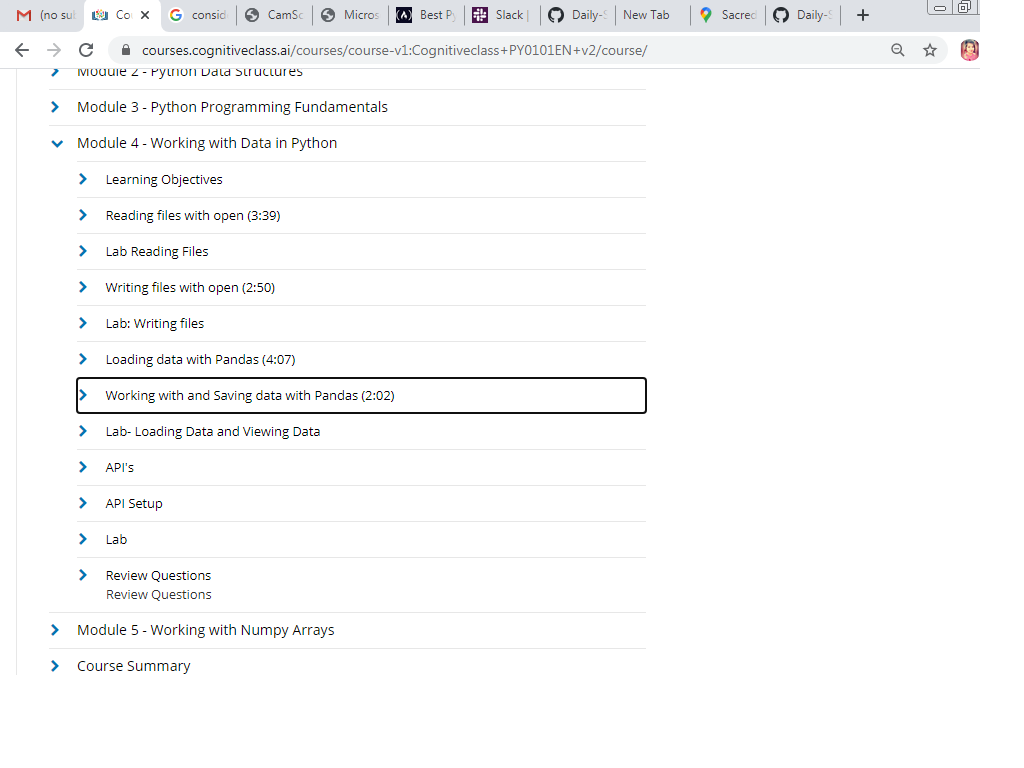 (no su
Co
consid
CamSc
Micros
Best Py
Slack |
Daily-S
New Tab
Sacred
Daily-S
courses.cognitiveclass.ai/courses/course-v1:Cognitiveclass+PY0101EN+v2/course/
Module 2 - Python Data Structures
Module 3 - Python Programming Fundamentals
Module 4 - Working with Data in Python
Learning Objectives
Reading files with open (3:39)
Lab Reading Files
Writing files with open (2:50)
Lab: Writing files
Loading data with Pandas (4:07)
Working with and Saving data with Pandas (2:02)
Lab- Loading Data and Viewing Data
API's
API Setup
Lab
Review Questions
Review Questions
Module 5 - Working with Numpy Arrays
Course Summary